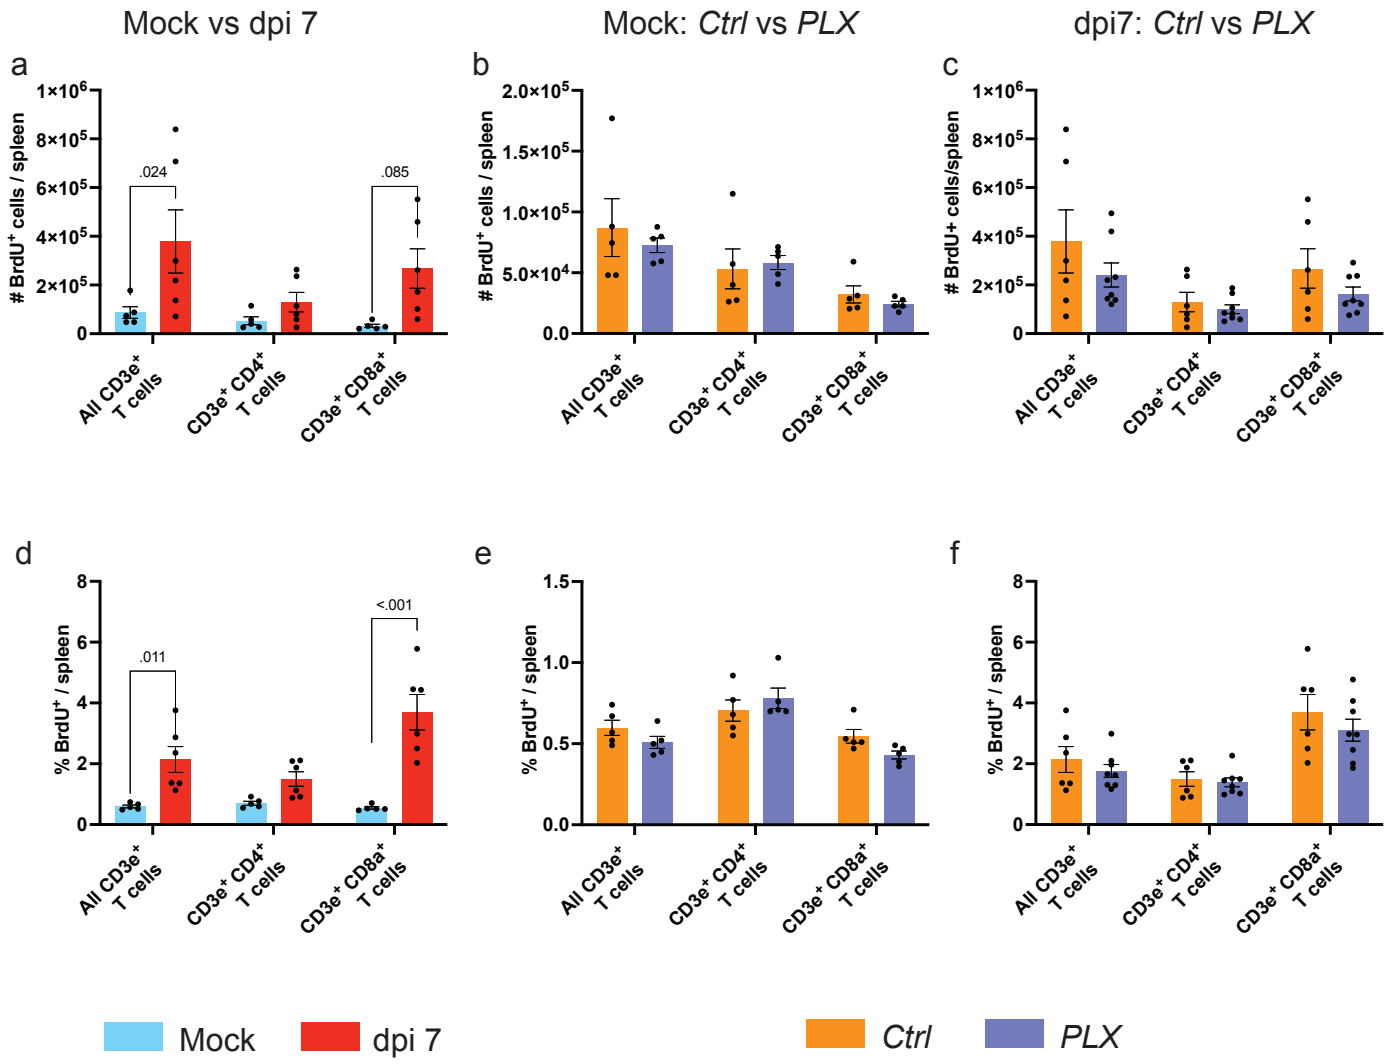 Mock vs dpi 7
Mock: Ctrl vs PLX
dpi7: Ctrl vs PLX
a
# BrdU⁺ cells / spleen
1×10⁶
8×10⁵
6×10⁵
4×10⁵
2×10⁵
0
.024
.085
All CD3e⁺
T cells
CD3e⁺ CD4⁺
T cells
CD3e⁺ CD8a⁺
T cells
b
# BrdU⁺ cells / spleen
2.0×10⁵
1.5×10⁵
1.0×10⁵
5.0×10⁴
0.0
All CD3e⁺
T cells
CD3e⁺ CD4⁺
T cells
CD3e⁺ CD8a⁺
T cells
c
# BrdU+ cells/spleen
1×10⁶
8×10⁵
6×10⁵
4×10⁵
2×10⁵
0
All CD3e⁺
T cells
CD3e⁺ CD4⁺
T cells
CD3e⁺ CD8a⁺
T cells
d
% BrdU⁺ / spleen
8
6
4
2
0
.011
<.001
All CD3e⁺
T cells
CD3e⁺ CD4⁺
T cells
CD3e⁺ CD8a⁺
T cells
e
% BrdU⁺ / spleen
1.5
1.0
0.5
0.0
All CD3e⁺
T cells
CD3e⁺ CD4⁺
T cells
CD3e⁺ CD8a⁺
T cells
f
% BrdU⁺ / spleen
8
6
4
2
0
All CD3e⁺
T cells
CD3e⁺ CD4⁺
T cells
CD3e⁺ CD8a⁺
T cells
Mock
dpi 7
Ctrl
PLX